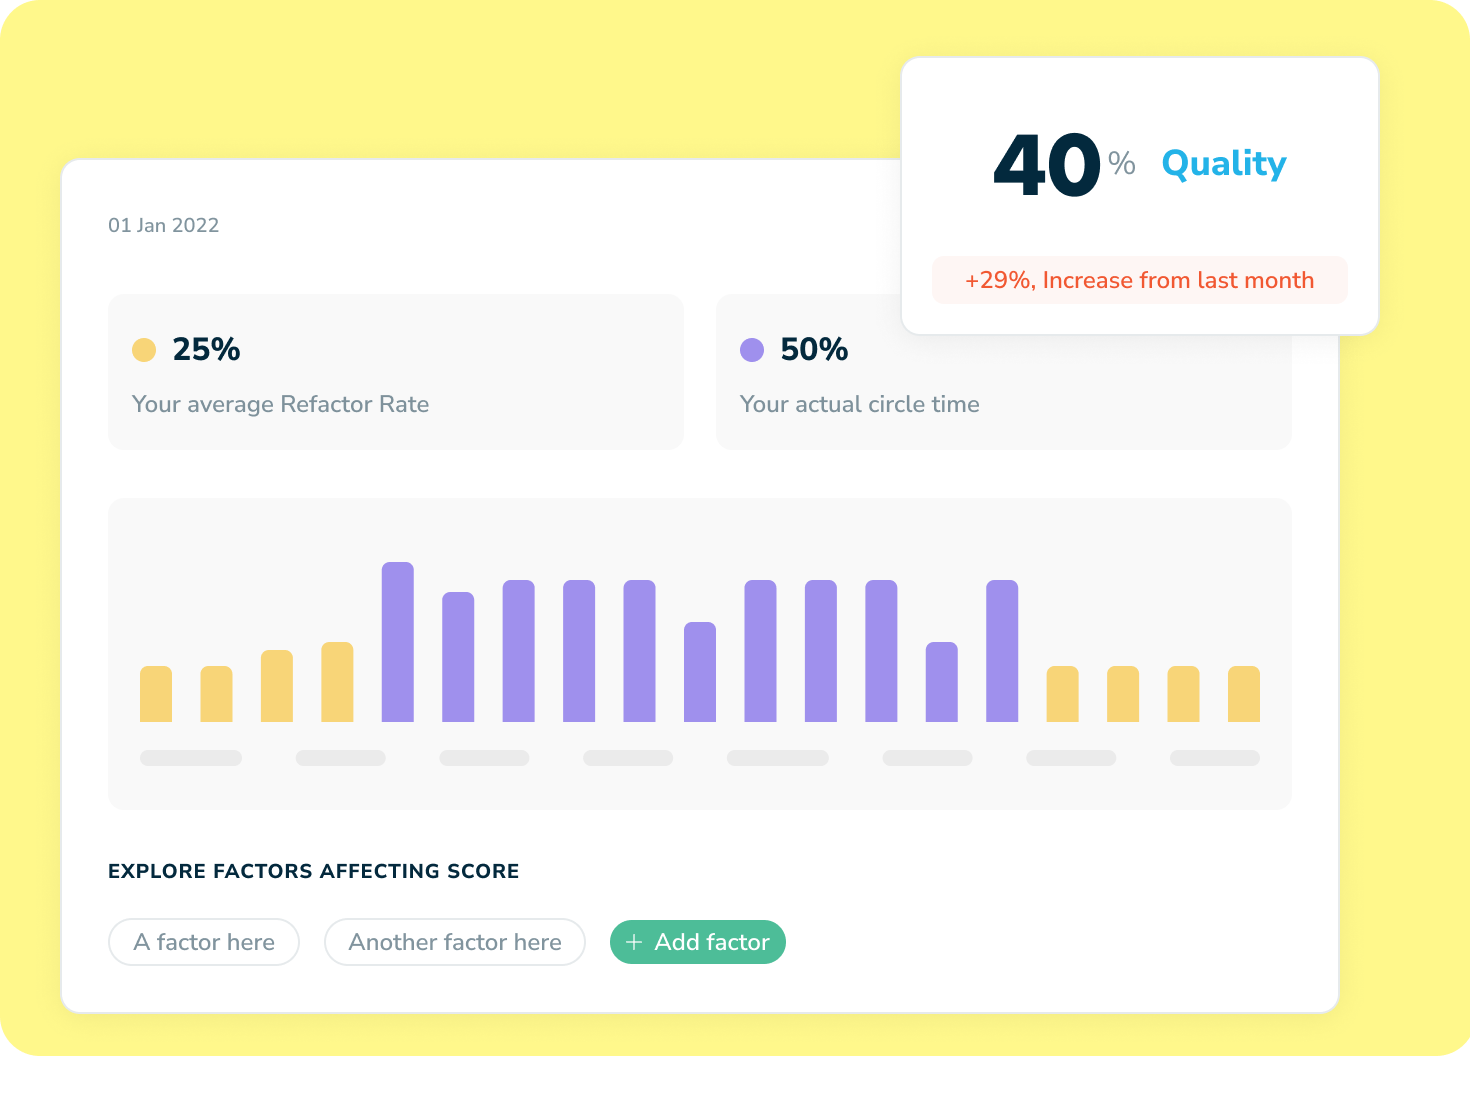 40 % Quality
+29%, Increase from last month
01 Jan 2022
25%
Your average Refactor Rate
50%
Your actual circle time
EXPLORE FACTORS AFFECTING SCORE
A factor here
Another factor here
+ Add factor